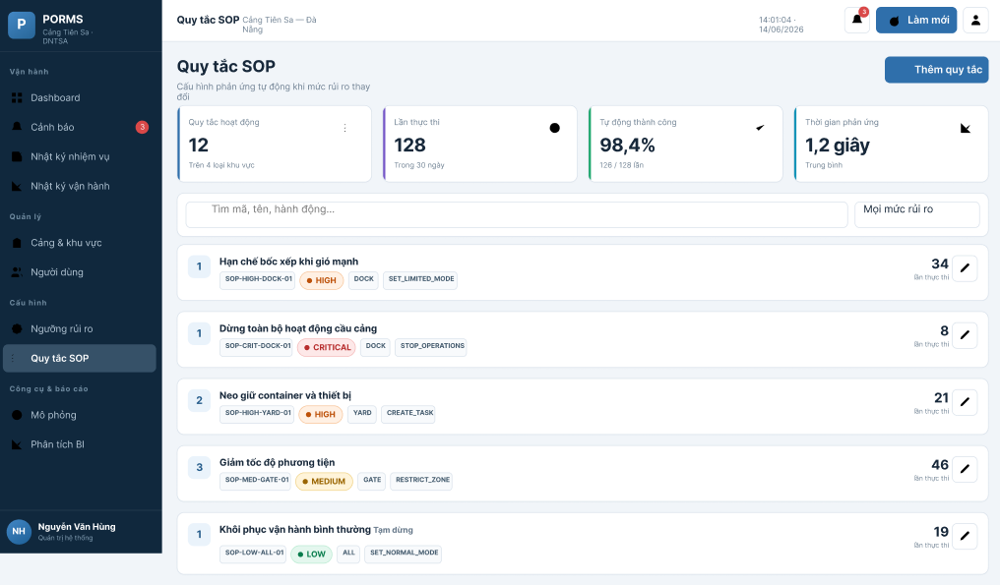 P
PORMS
Cảng Tiên Sa ·
DNTSA
Vận hành
Dashboard
Cảnh báo
3
Nhật ký nhiệm vụ
Nhật ký vận hành
Quản lý
Cảng & khu vực
Người dùng
Cấu hình
Ngưỡng rủi ro
Quy tắc SOP
Công cụ & báo cáo
Mô phỏng
Phân tích BI
NH
Nguyễn Văn Hùng
Quản trị hệ thống
Quy tắc SOP
Cảng Tiên Sa — Đà
Nẵng
14:01:04 ·
14/06/2026
3
Làm mới
Quy tắc SOP
Cấu hình phản ứng tự động khi mức rủi ro thay
đổi
Thêm quy tắc
Quy tắc hoạt động
12
Trên 4 loại khu vực
Lần thực thi
128
Trong 30 ngày
Tự động thành công
98,4%
126 / 128 lần
Thời gian phản ứng
1,2 giây
Trung bình
Tìm mã, tên, hành động...
Mọi mức rủi ro
1
Hạn chế bốc xếp khi gió mạnh
SOP-HIGH-DOCK-01
HIGH
DOCK
SET_LIMITED_MODE
34
lần thực thi
1
Dừng toàn bộ hoạt động cầu cảng
SOP-CRIT-DOCK-01
CRITICAL
DOCK
STOP_OPERATIONS
8
lần thực thi
2
Neo giữ container và thiết bị
SOP-HIGH-YARD-01
HIGH
YARD
CREATE_TASK
21
lần thực thi
3
Giảm tốc độ phương tiện
SOP-MED-GATE-01
MEDIUM
GATE
RESTRICT_ZONE
46
lần thực thi
1
Khôi phục vận hành bình thường Tạm dừng
SOP-LOW-ALL-01
LOW
ALL
SET_NORMAL_MODE
19
lần thực thi